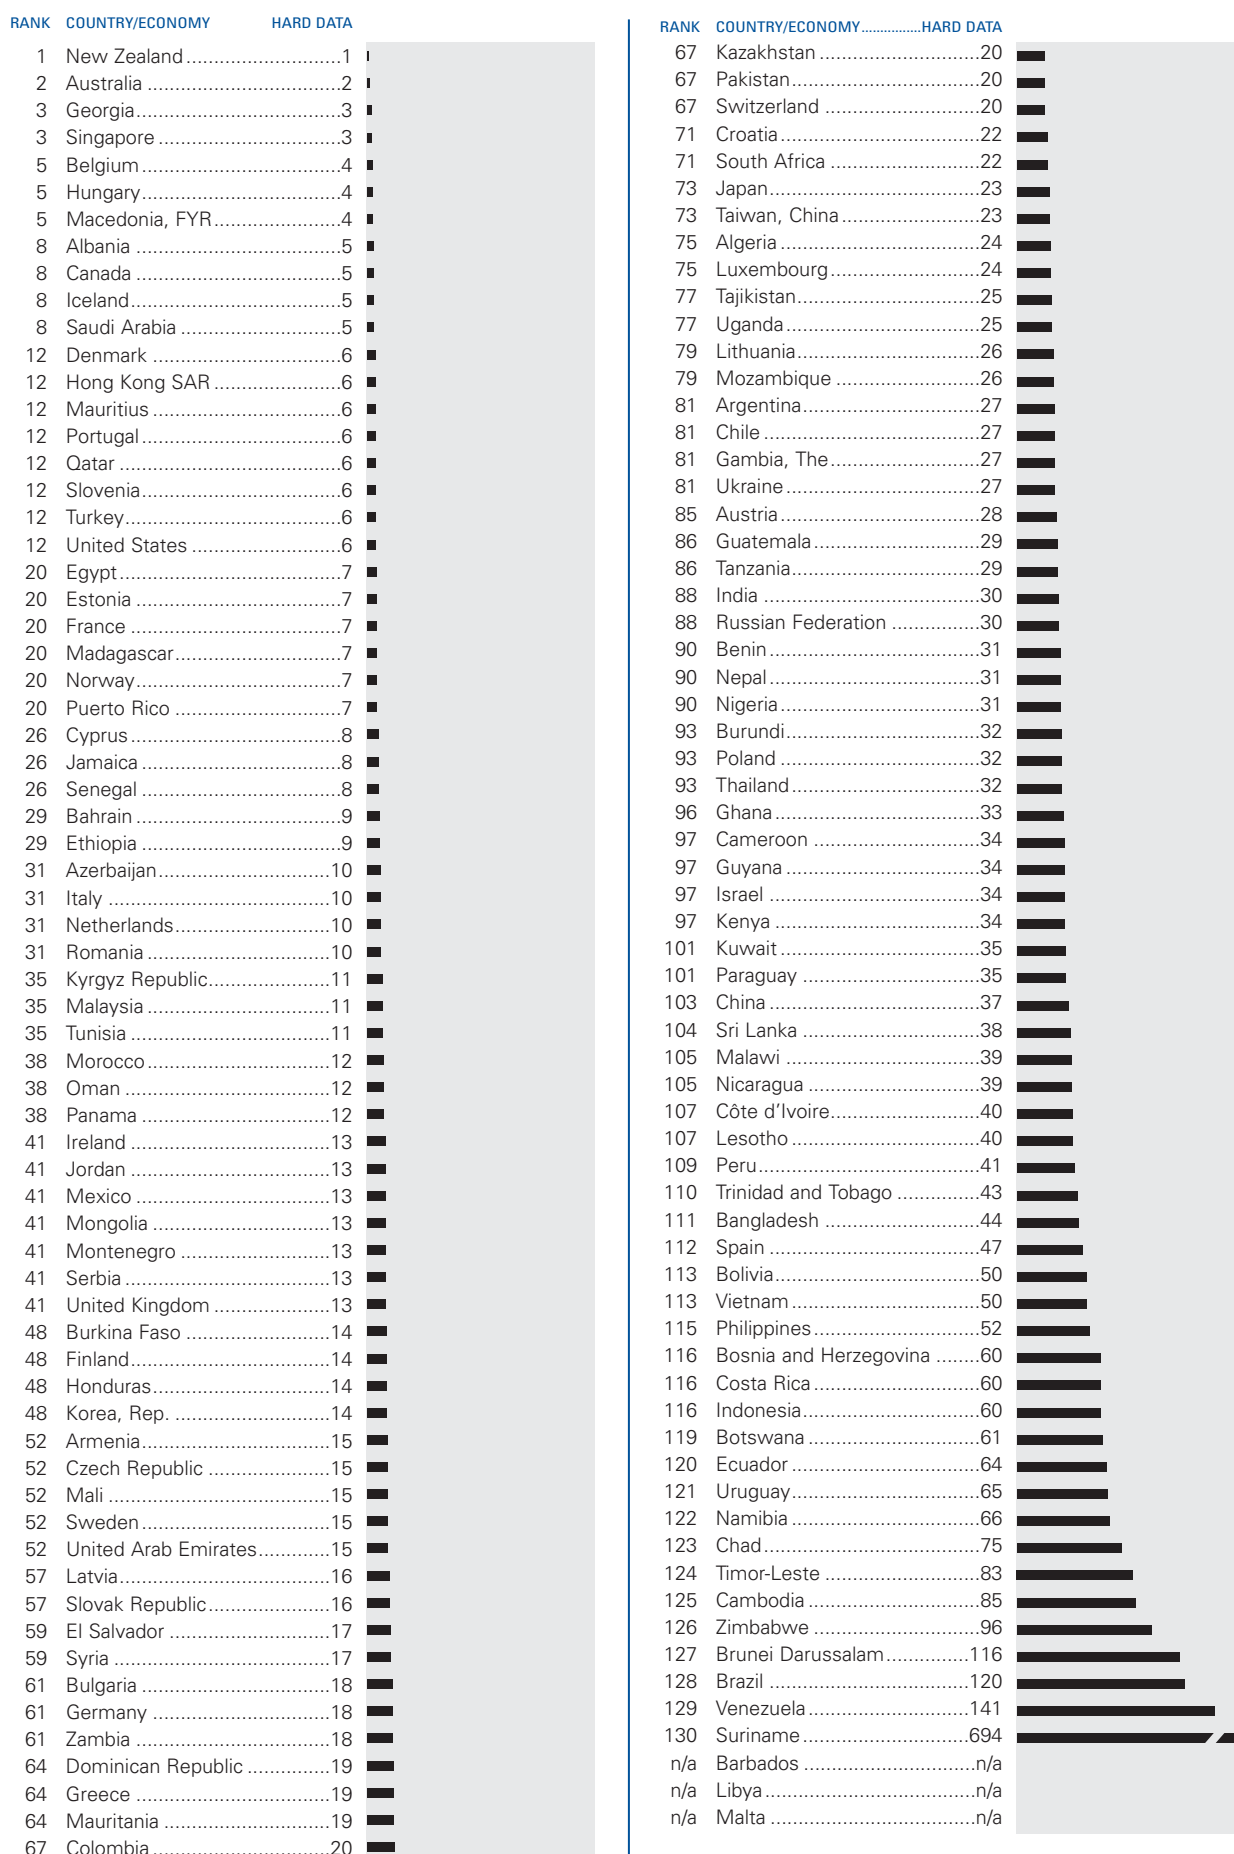 RANK COUNTRY/ECONOMY HARD DATA
1 New Zealand............................1
2 Australia ...................................2
3 Georgia.....................................3
3 Singapore .................................3
5 Belgium....................................4
5 Hungary....................................4
5 Macedonia, FYR.......................4
8 Albania .....................................5
8 Canada .....................................5
8 Iceland......................................5
8 Saudi Arabia .............................5
12 Denmark ..................................6
12 Hong Kong SAR .......................6
12 Mauritius ..................................6
12 Portugal....................................6
12 Qatar ........................................6
12 Slovenia....................................6
12 Turkey.......................................6
12 United States ...........................6
20 Egypt........................................7
20 Estonia .....................................7
20 France ......................................7
20 Madagascar..............................7
20 Norway.....................................7
20 Puerto Rico ..............................7
26 Cyprus ......................................8
26 Jamaica ....................................8
26 Senegal ....................................8
29 Bahrain .....................................9
29 Ethiopia ....................................9
31 Azerbaijan...............................10
31 Italy ........................................10
31 Netherlands............................10
31 Romania .................................10
35 Kyrgyz Republic......................11
35 Malaysia .................................11
35 Tunisia ....................................11
38 Morocco.................................12
38 Oman .....................................12
38 Panama ..................................12
41 Ireland ....................................13
41 Jordan ....................................13
41 Mexico ...................................13
41 Mongolia ................................13
41 Montenegro ...........................13
41 Serbia .....................................13
41 United Kingdom .....................13
48 Burkina Faso ..........................14
48 Finland....................................14
48 Honduras................................14
48 Korea, Rep. ............................14
52 Armenia..................................15
52 Czech Republic ......................15
52 Mali ........................................15
52 Sweden..................................15
52 United Arab Emirates.............15
57 Latvia......................................16
57 Slovak Republic......................16
59 El Salvador .............................17
59 Syria .......................................17
61 Bulgaria ..................................18
61 Germany ................................18
61 Zambia ...................................18
64 Dominican Republic ...............19
64 Greece ...................................19
64 Mauritania ..............................19
67 Colombia................................20
RANK COUNTRY/ECONOMY................HARD DATA
67 Kazakhstan .............................20
67 Pakistan..................................20
67 Switzerland ............................20
71 Croatia....................................22
71 South Africa ...........................22
73 Japan......................................23
73 Taiwan, China.........................23
75 Algeria ....................................24
75 Luxembourg...........................24
77 Tajikistan.................................25
77 Uganda...................................25
79 Lithuania.................................26
79 Mozambique ..........................26
81 Argentina................................27
81 Chile .......................................27
81 Gambia, The...........................27
81 Ukraine...................................27
85 Austria....................................28
86 Guatemala..............................29
86 Tanzania..................................29
88 India .......................................30
88 Russian Federation ................30
90 Benin......................................31
90 Nepal......................................31
90 Nigeria....................................31
93 Burundi...................................32
93 Poland ....................................32
93 Thailand..................................32
96 Ghana.....................................33
97 Cameroon ..............................34
97 Guyana ...................................34
97 Israel ......................................34
97 Kenya .....................................34
101 Kuwait....................................35
101 Paraguay ................................35
103 China ......................................37
104 Sri Lanka ................................38
105 Malawi ...................................39
105 Nicaragua ...............................39
107 Côte d’Ivoire...........................40
107 Lesotho ..................................40
109 Peru........................................41
110 Trinidad and Tobago ...............43
111 Bangladesh ............................44
112 Spain ......................................47
113 Bolivia.....................................50
113 Vietnam..................................50
115 Philippines..............................52
116 Bosnia and Herzegovina ........60
116 Costa Rica ..............................60
116 Indonesia................................60
119 Botswana ...............................61
120 Ecuador ..................................64
121 Uruguay..................................65
122 Namibia ..................................66
123 Chad.......................................75
124 Timor-Leste ............................83
125 Cambodia...............................85
126 Zimbabwe ..............................96
127 Brunei Darussalam...............116
128 Brazil ....................................120
129 Venezuela .............................141
130 Suriname ..............................694
n/a Barbados ...............................n/a
n/a Libya ......................................n/a
n/a Malta .....................................n/a